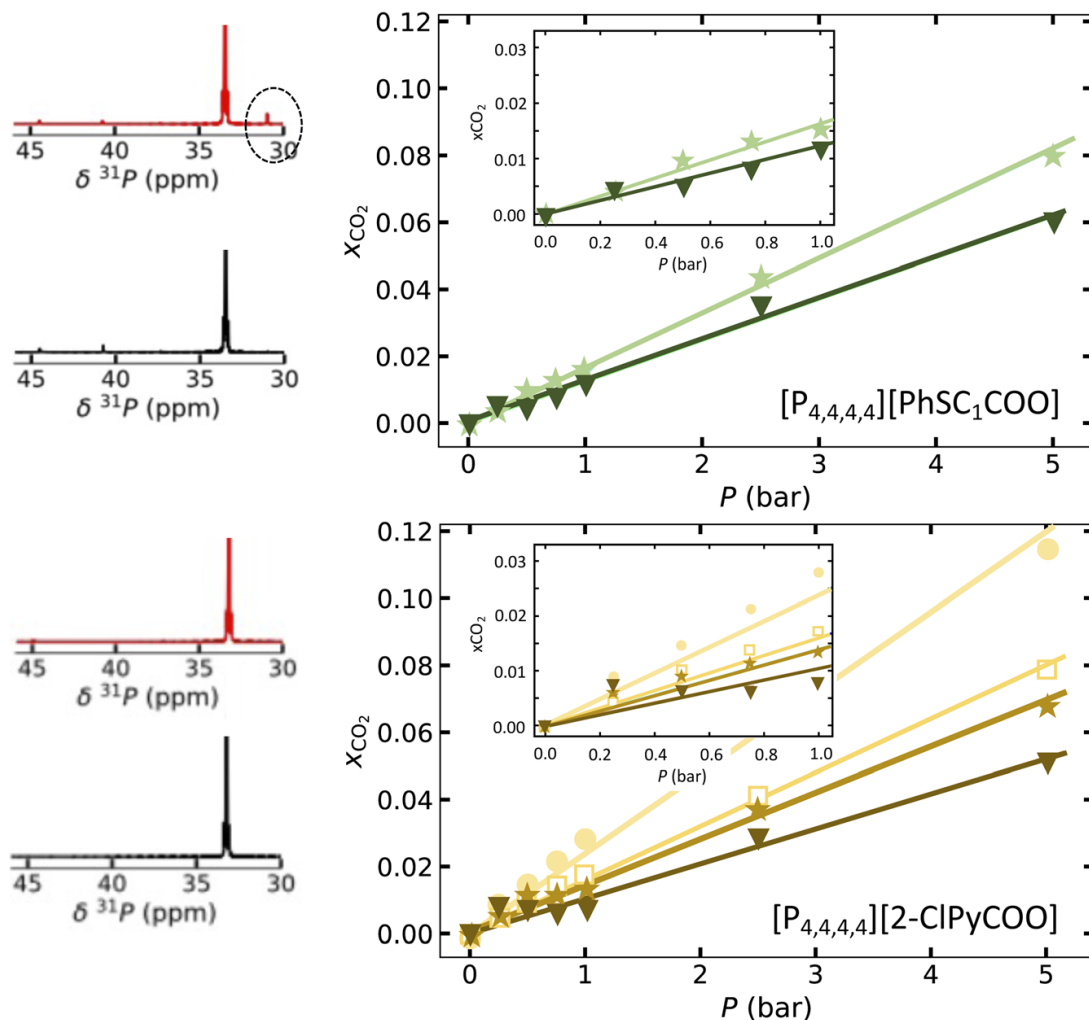 45 40 35 30
δ ³¹P (ppm)
45 40 35 30
δ ³¹P (ppm)
0.12
0.10
0.08
0.06
0.04
0.02
0.00
xCO₂
0 1 2 3 4 5
P (bar)
[P₄,₄,₄,₄][PhSC₁COO]
0.03
0.02
0.01
0.00
xCO₂
0.0 0.2 0.4 0.6 0.8 1.0
P (bar)
45 40 35 30
δ ³¹P (ppm)
45 40 35 30
δ ³¹P (ppm)
0.12
0.10
0.08
0.06
0.04
0.02
0.00
xCO₂
0 1 2 3 4 5
P (bar)
[P₄,₄,₄,₄][2-ClPyCOO]
0.03
0.02
0.01
0.00
xCO₂
0.0 0.2 0.4 0.6 0.8 1.0
P (bar)